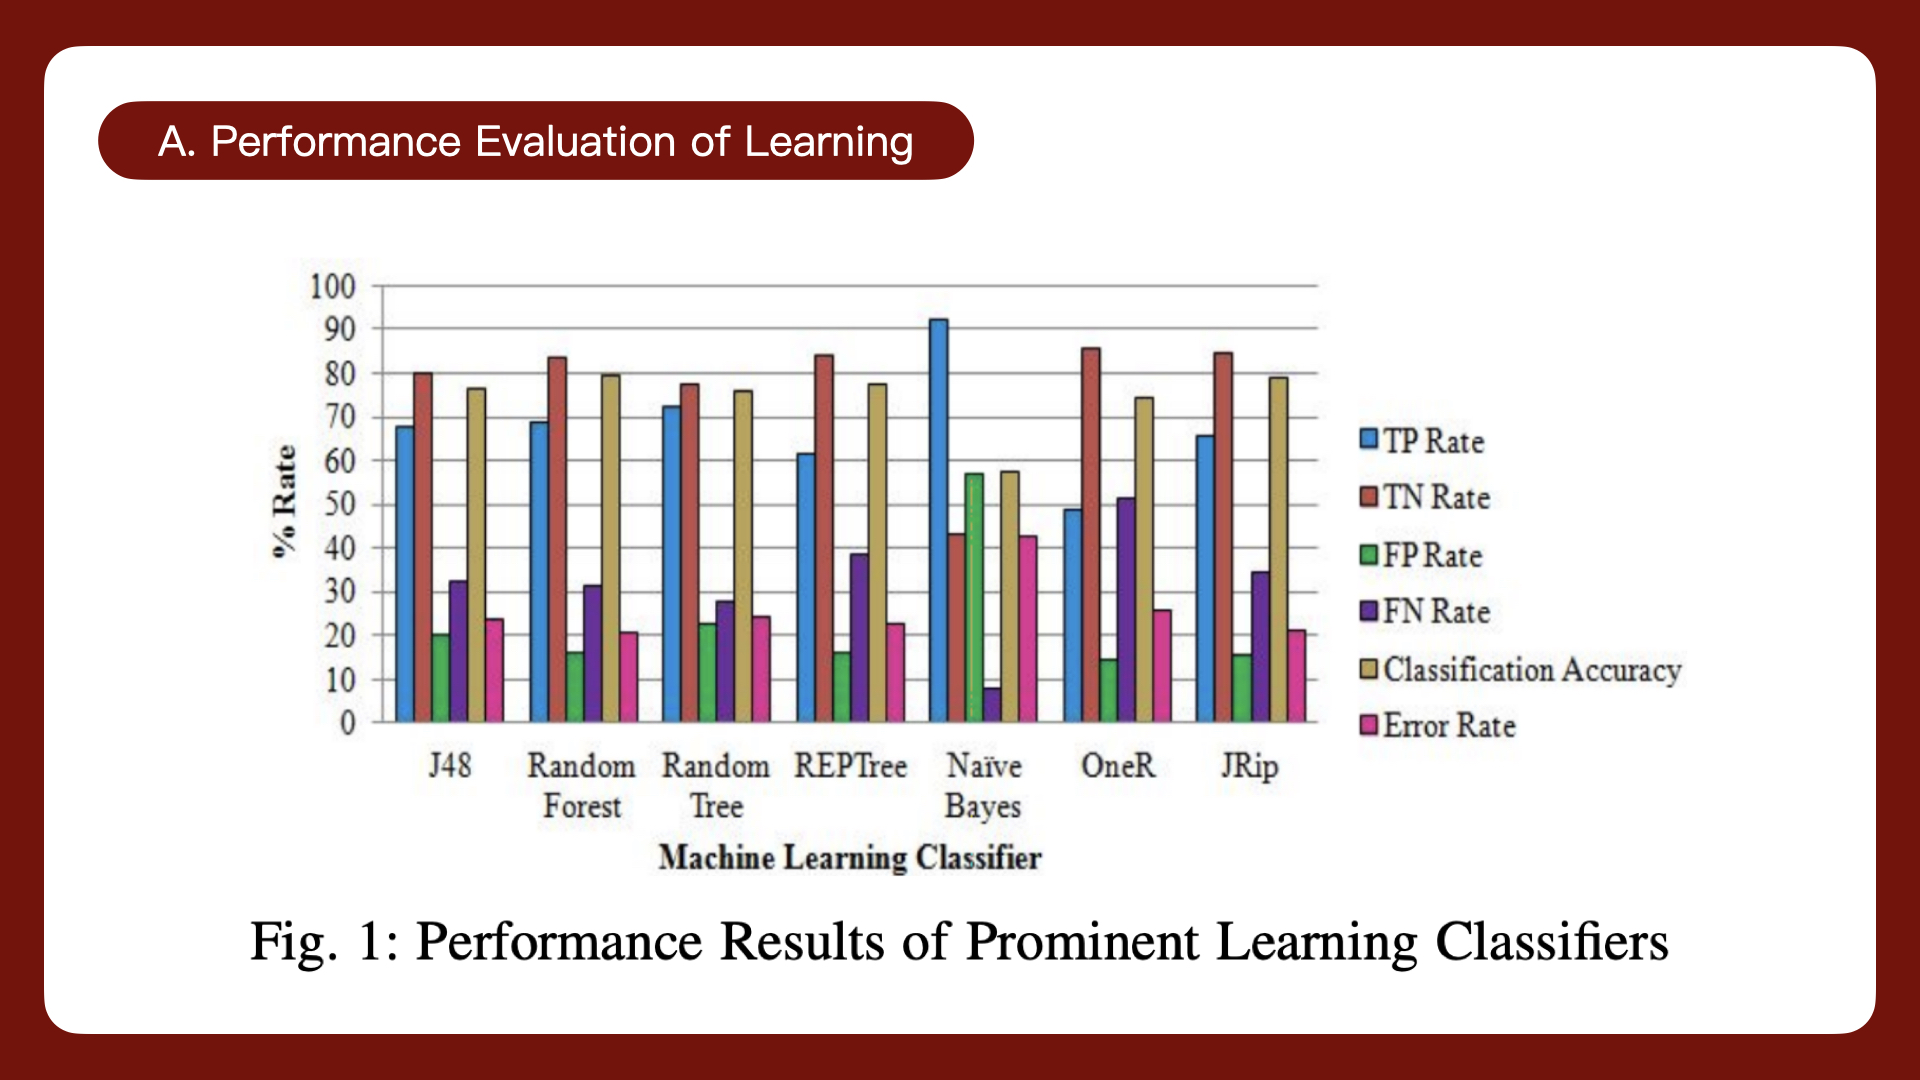 A. Performance Evaluation of Learning
100
90
80
70
60
50
40
30
20
10
0
% Rate
J48
Random Forest
Random Tree
REPTree
Naïve Bayes
OneR
JRip
Machine Learning Classifier
TP Rate
TN Rate
FP Rate
FN Rate
Classification Accuracy
Error Rate
Fig. 1: Performance Results of Prominent Learning Classifiers